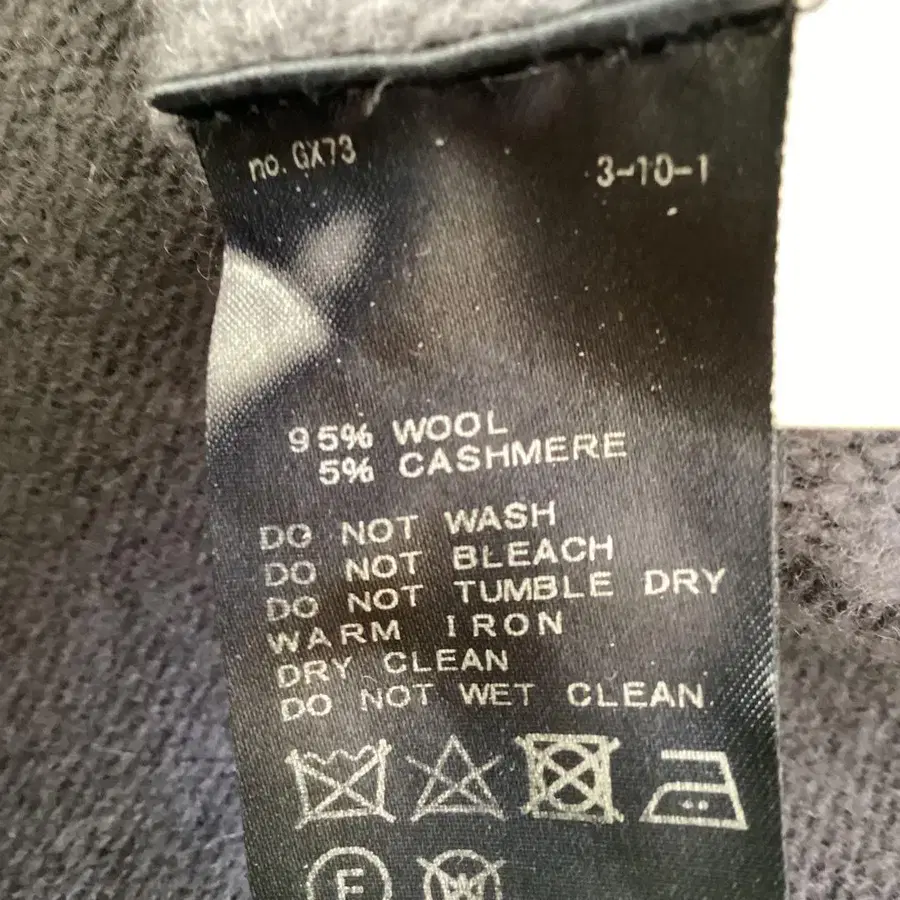 no. GX73 3-10-1
95% WOOL
5% CASHMERE
DO NOT WASH
DO NOT BLEACH
DO NOT TUMBLE DRY
WARM IRON
DRY CLEAN
DO NOT WET CLEAN
F W